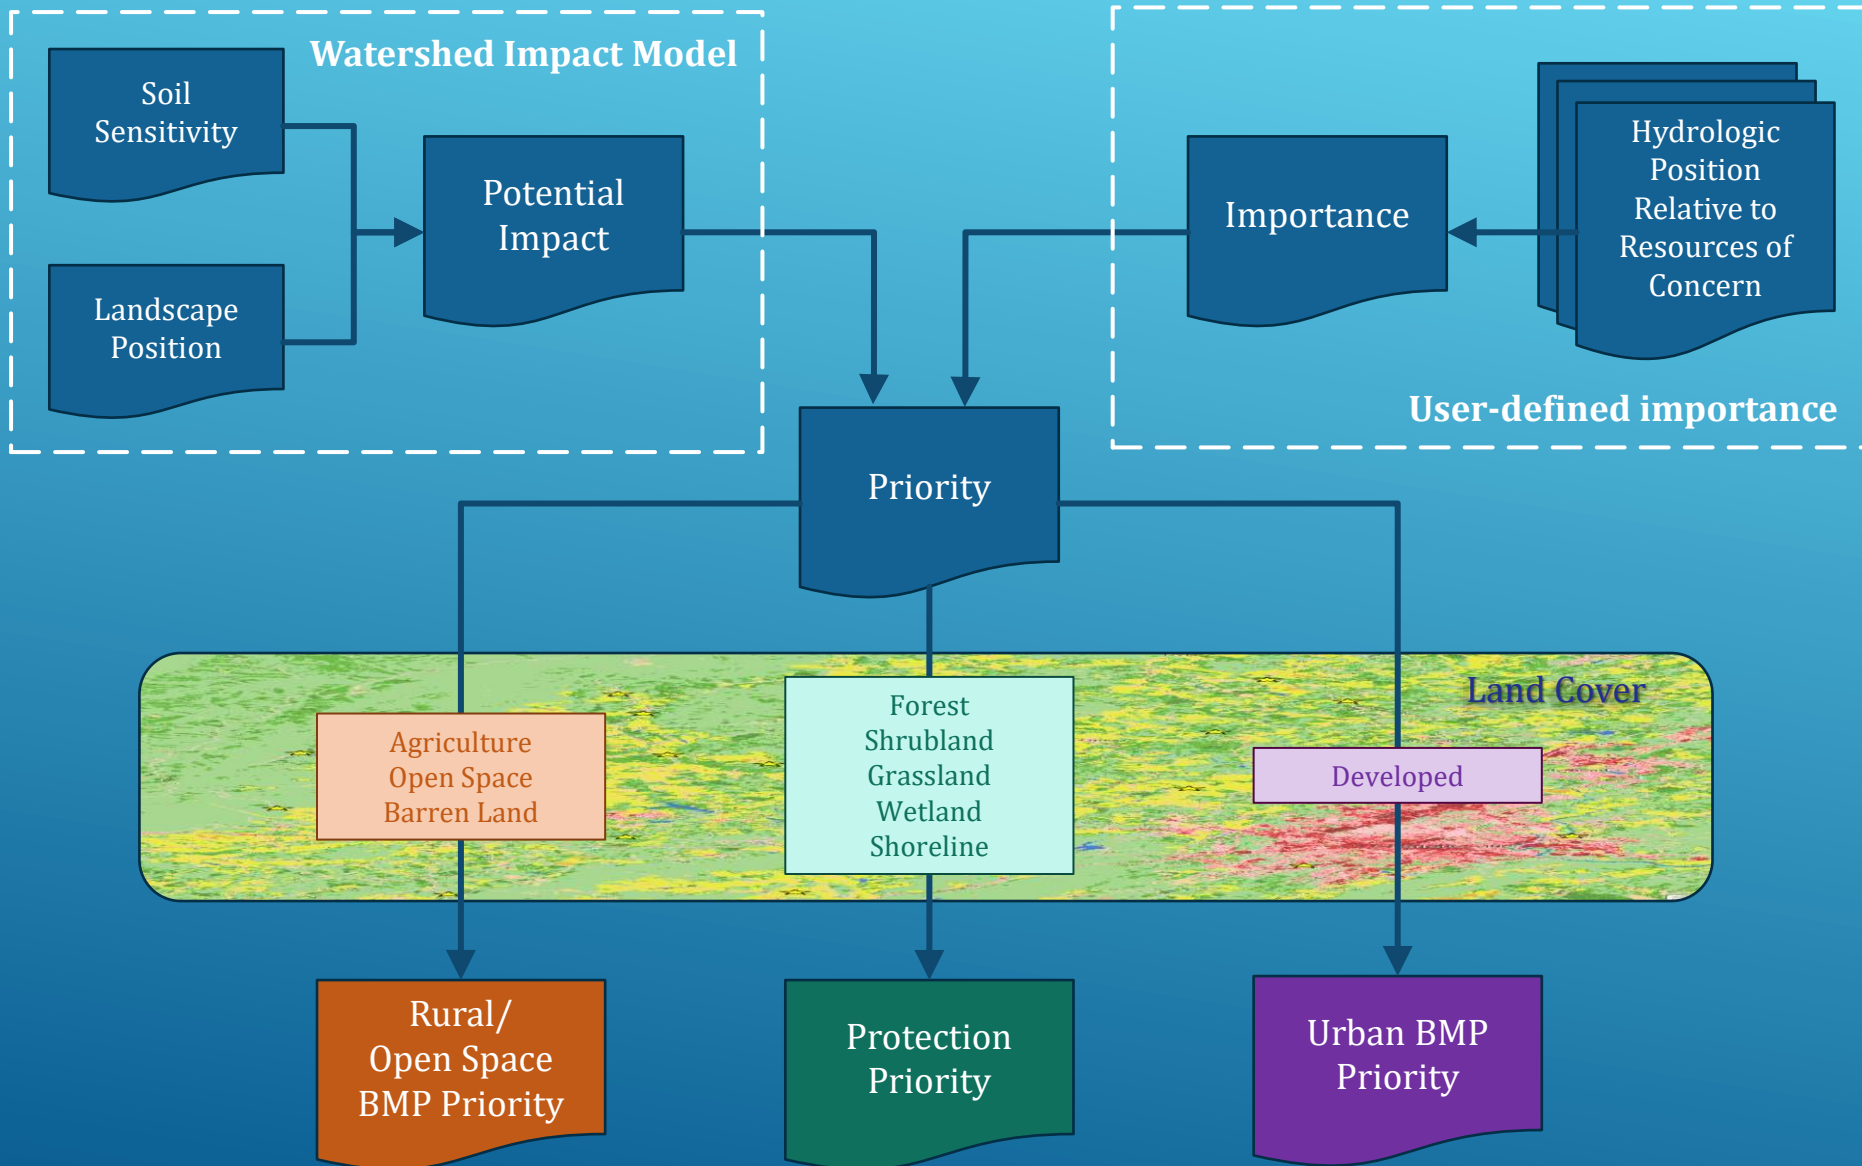 Watershed Impact Model
Soil
Sensitivity
Landscape
Position
Potential
Impact
Importance
Hydrologic
Position
Relative to
Resources of
Concern
User-defined importance
Priority
Land Cover
Agriculture
Open Space
Barren Land
Forest
Shrubland
Grassland
Wetland
Shoreline
Developed
Rural/
Open Space
BMP Priority
Protection
Priority
Urban BMP
Priority